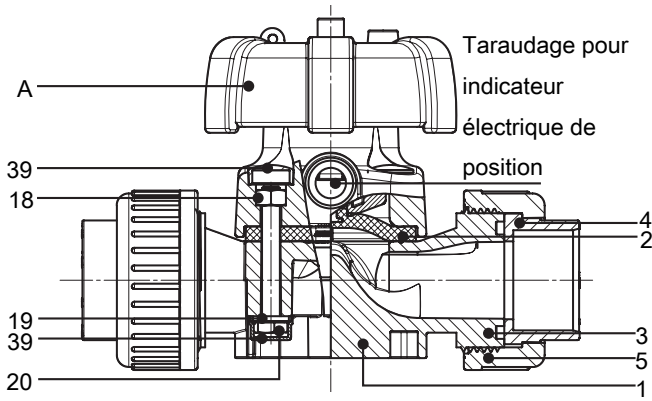 Taraudage pour
indicateur
électrique de
position
A
39
18
4
2
19
39
20
3
5
1